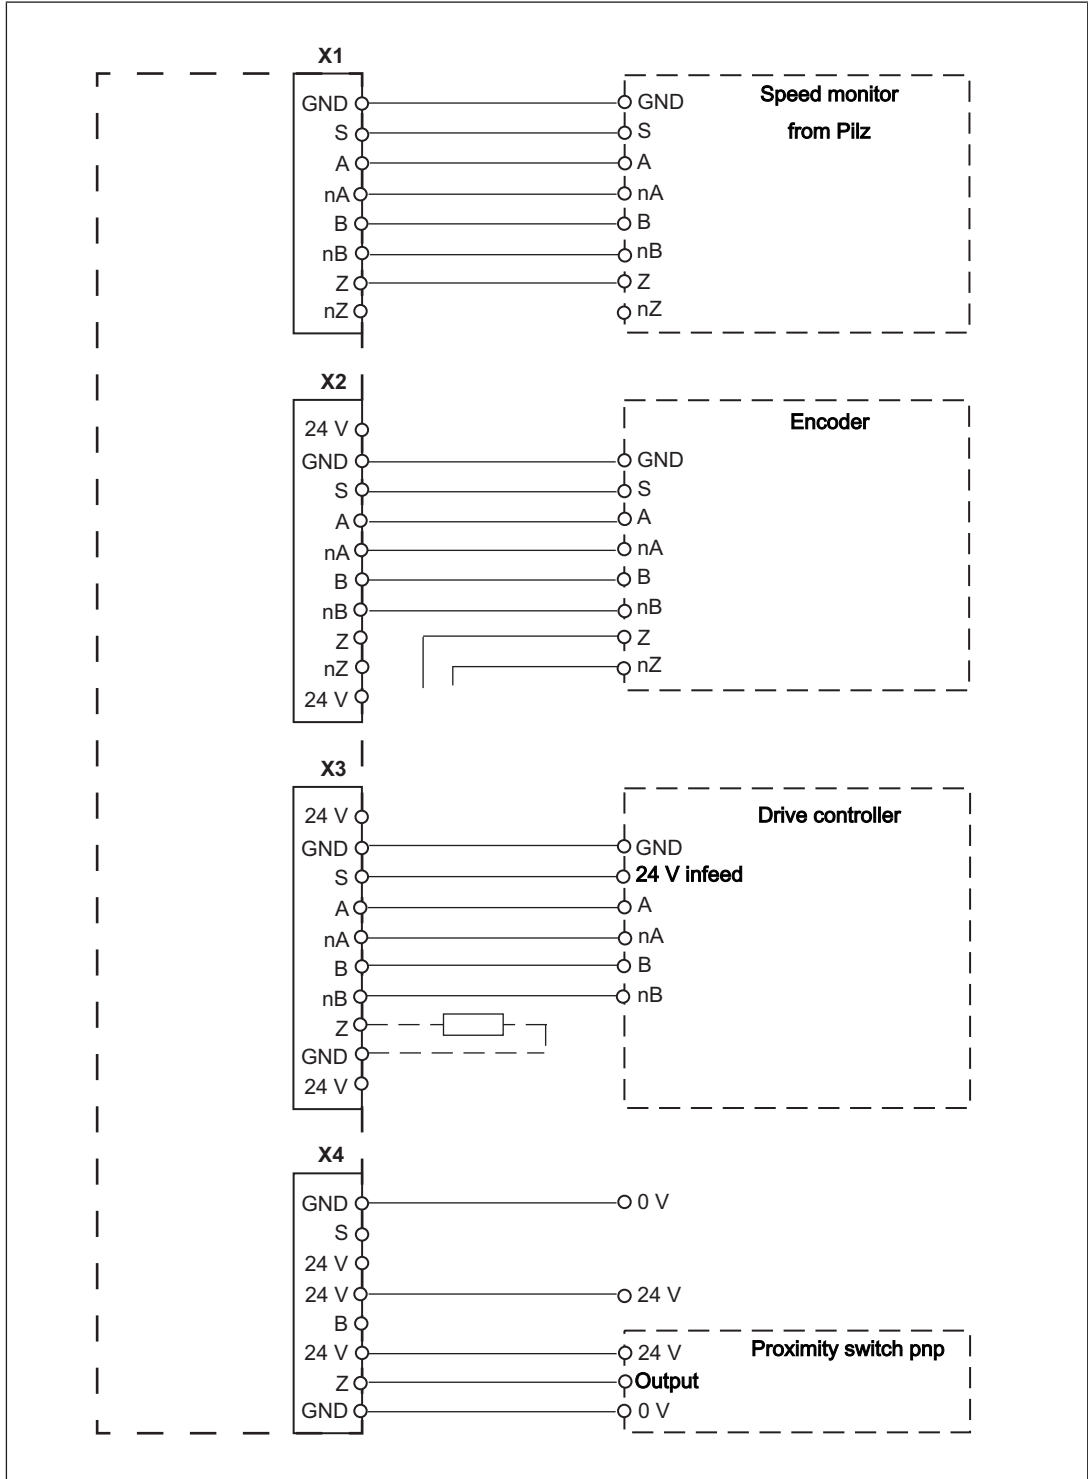 X1
Speed monitor
from Pilz
GND GND
S S
A A
nA nA
B B
nB nB
Z Z
nZ nZ
X2
Encoder
24 V
GND GND
S S
A A
nA nA
B B
nB nB
Z Z
nZ nZ
24 V
X3
Drive controller
24 V
GND GND
S 24 V infeed
A A
nA nA
B B
nB nB
Z
GND
24 V
X4
GND 0 V
S
24 V
24 V 24 V
B
Proximity switch pnp
24 V 24 V
Z Output
GND 0 V